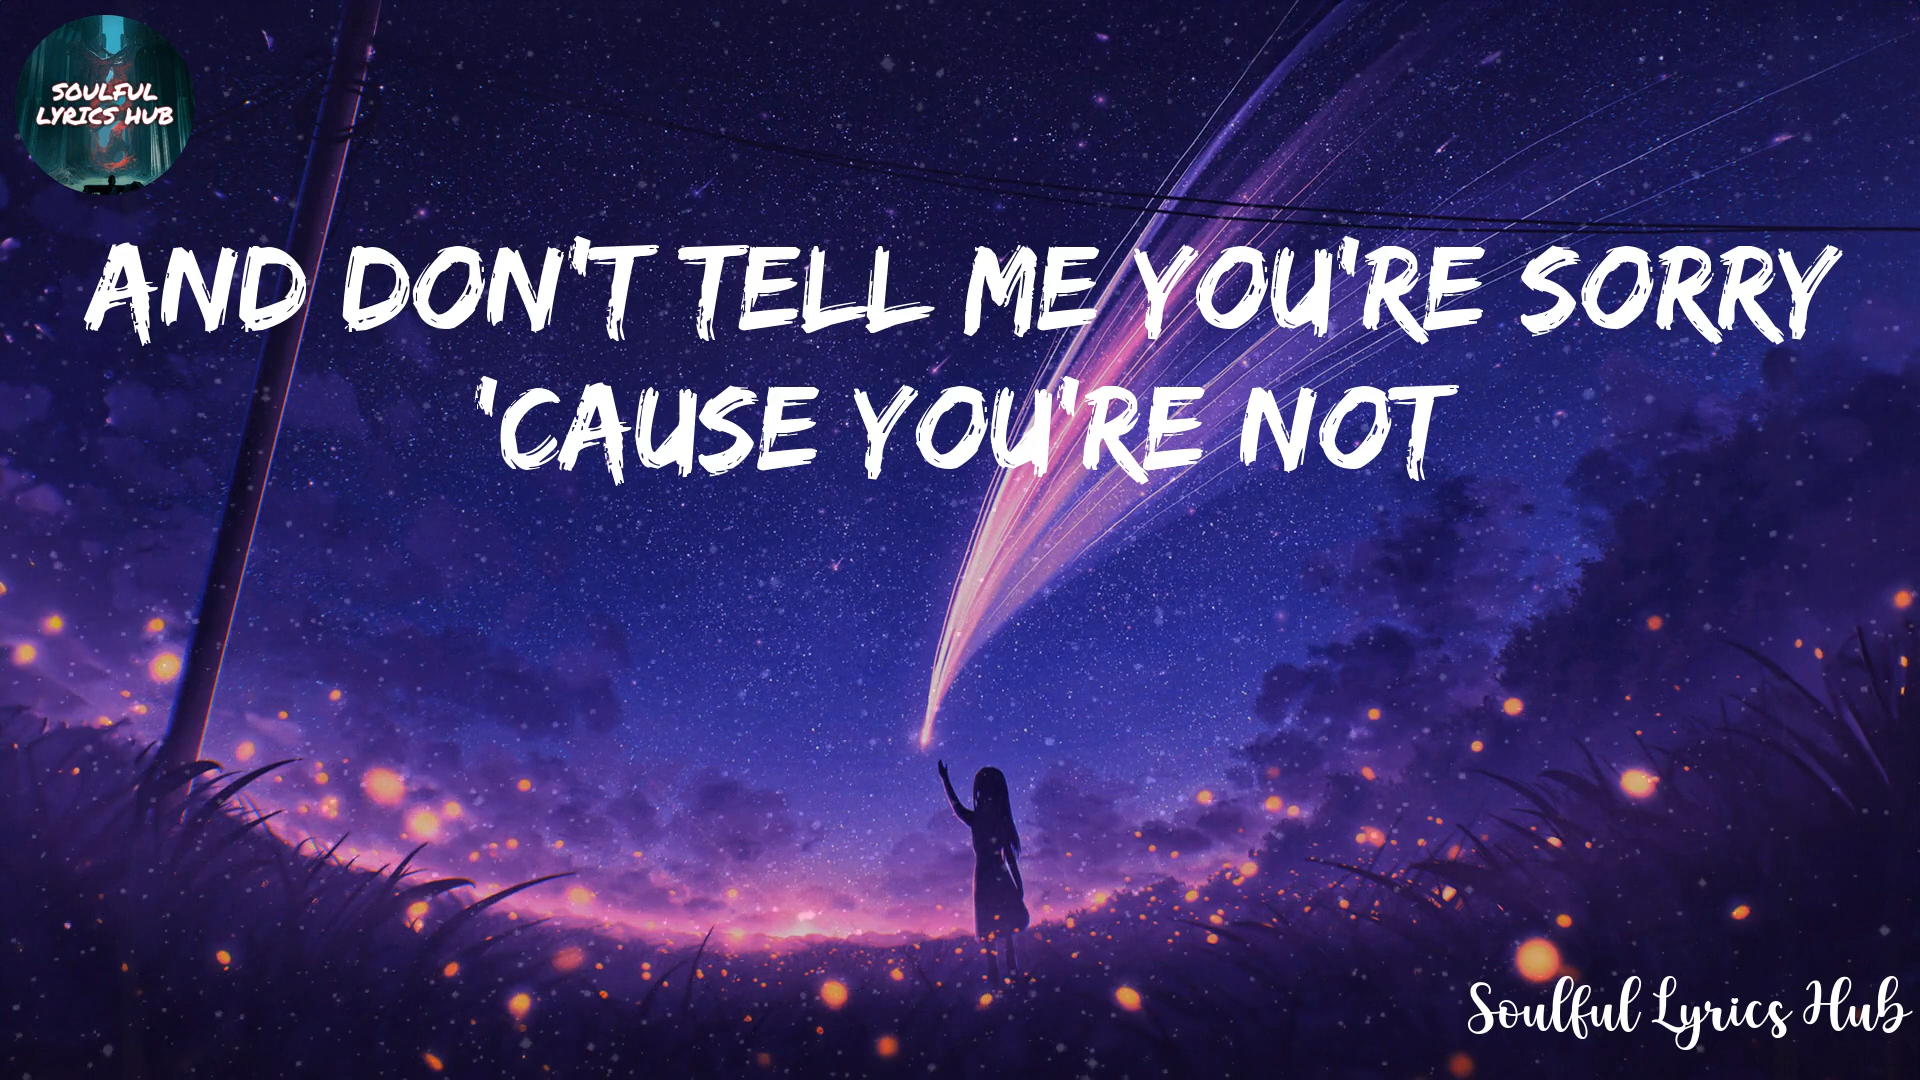 SOULFUL
LYRICS HUB
AND DON'T TELL ME YOU'RE SORRY
'CAUSE YOU'RE NOT
Soulful Lyrics Hub